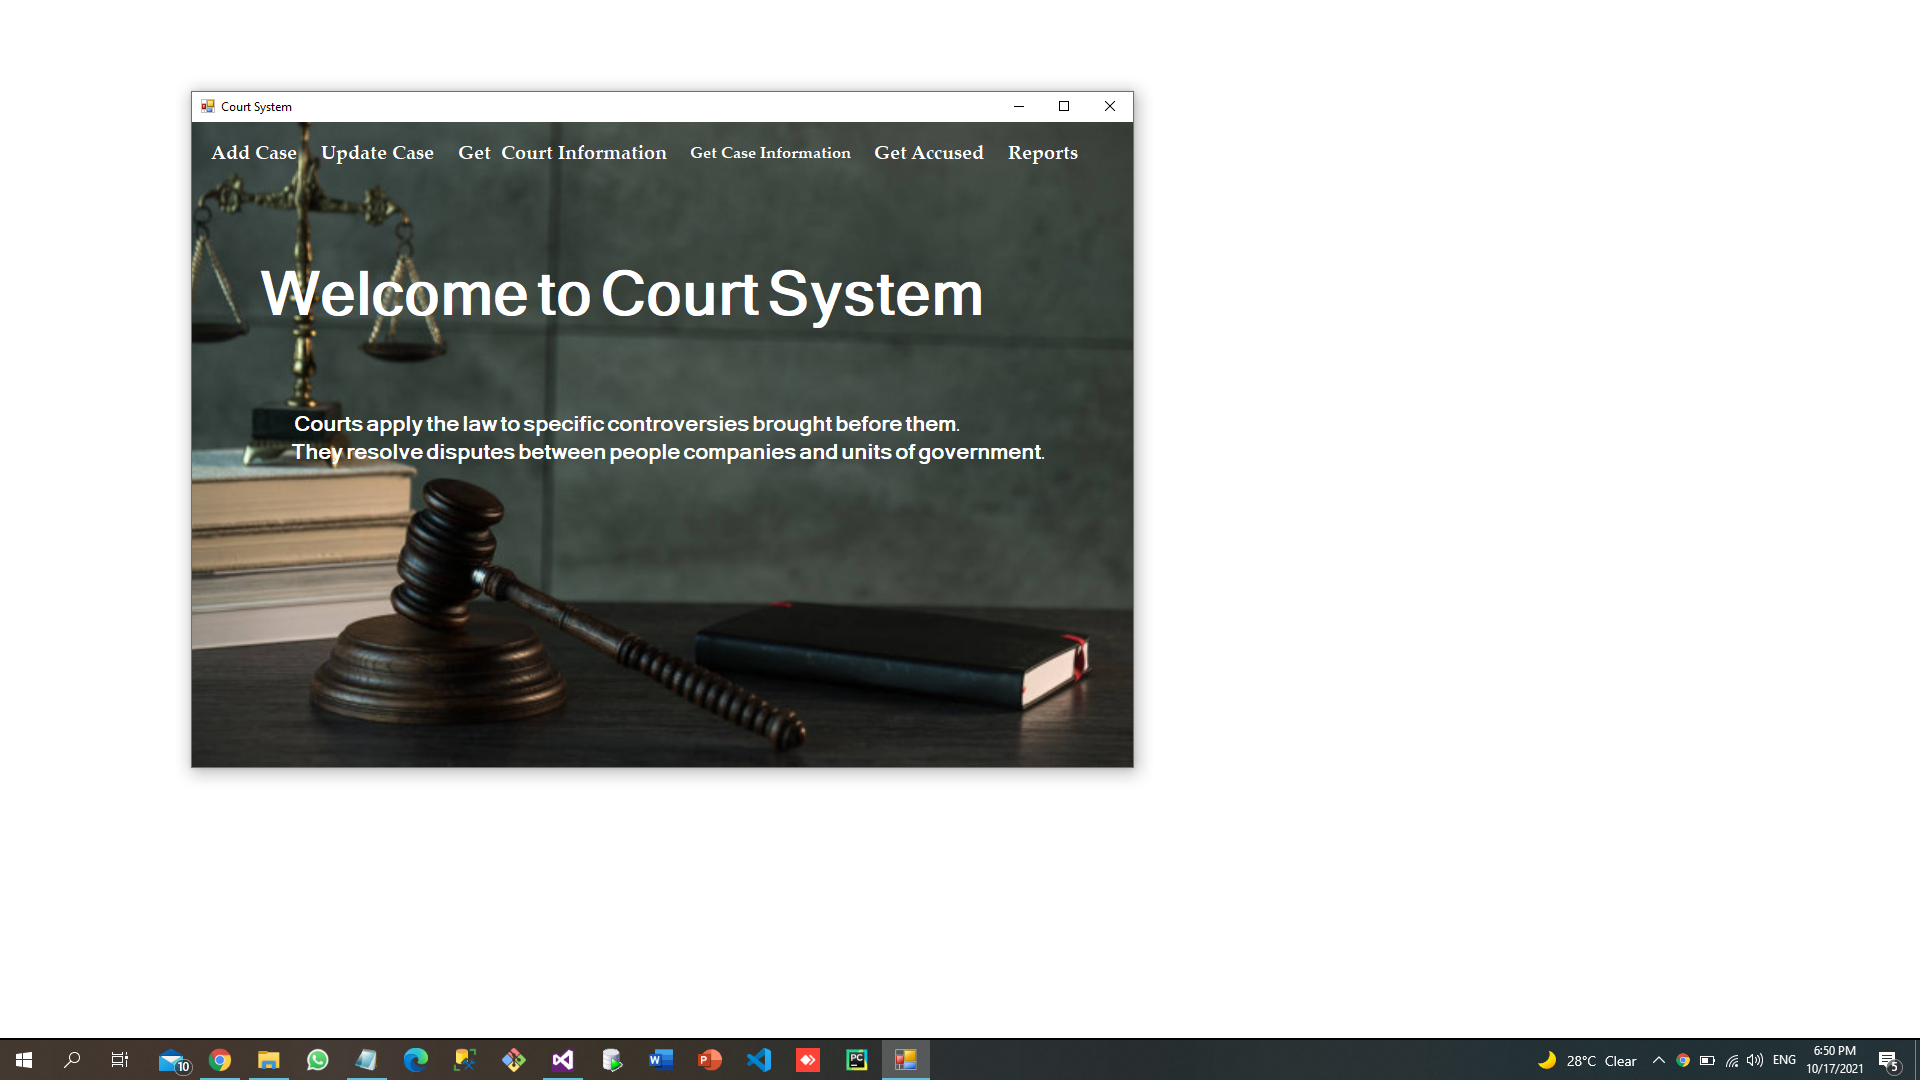 Court System
Add Case Update Case Get Court Information Get Case Information Get Accused Reports
Welcome to Court System
Courts apply the law to specific controversies brought before them.
They resolve disputes between people companies and units of government.
10
W
P
PC
28°C Clear
ENG
6:50 PM
10/17/2021
5